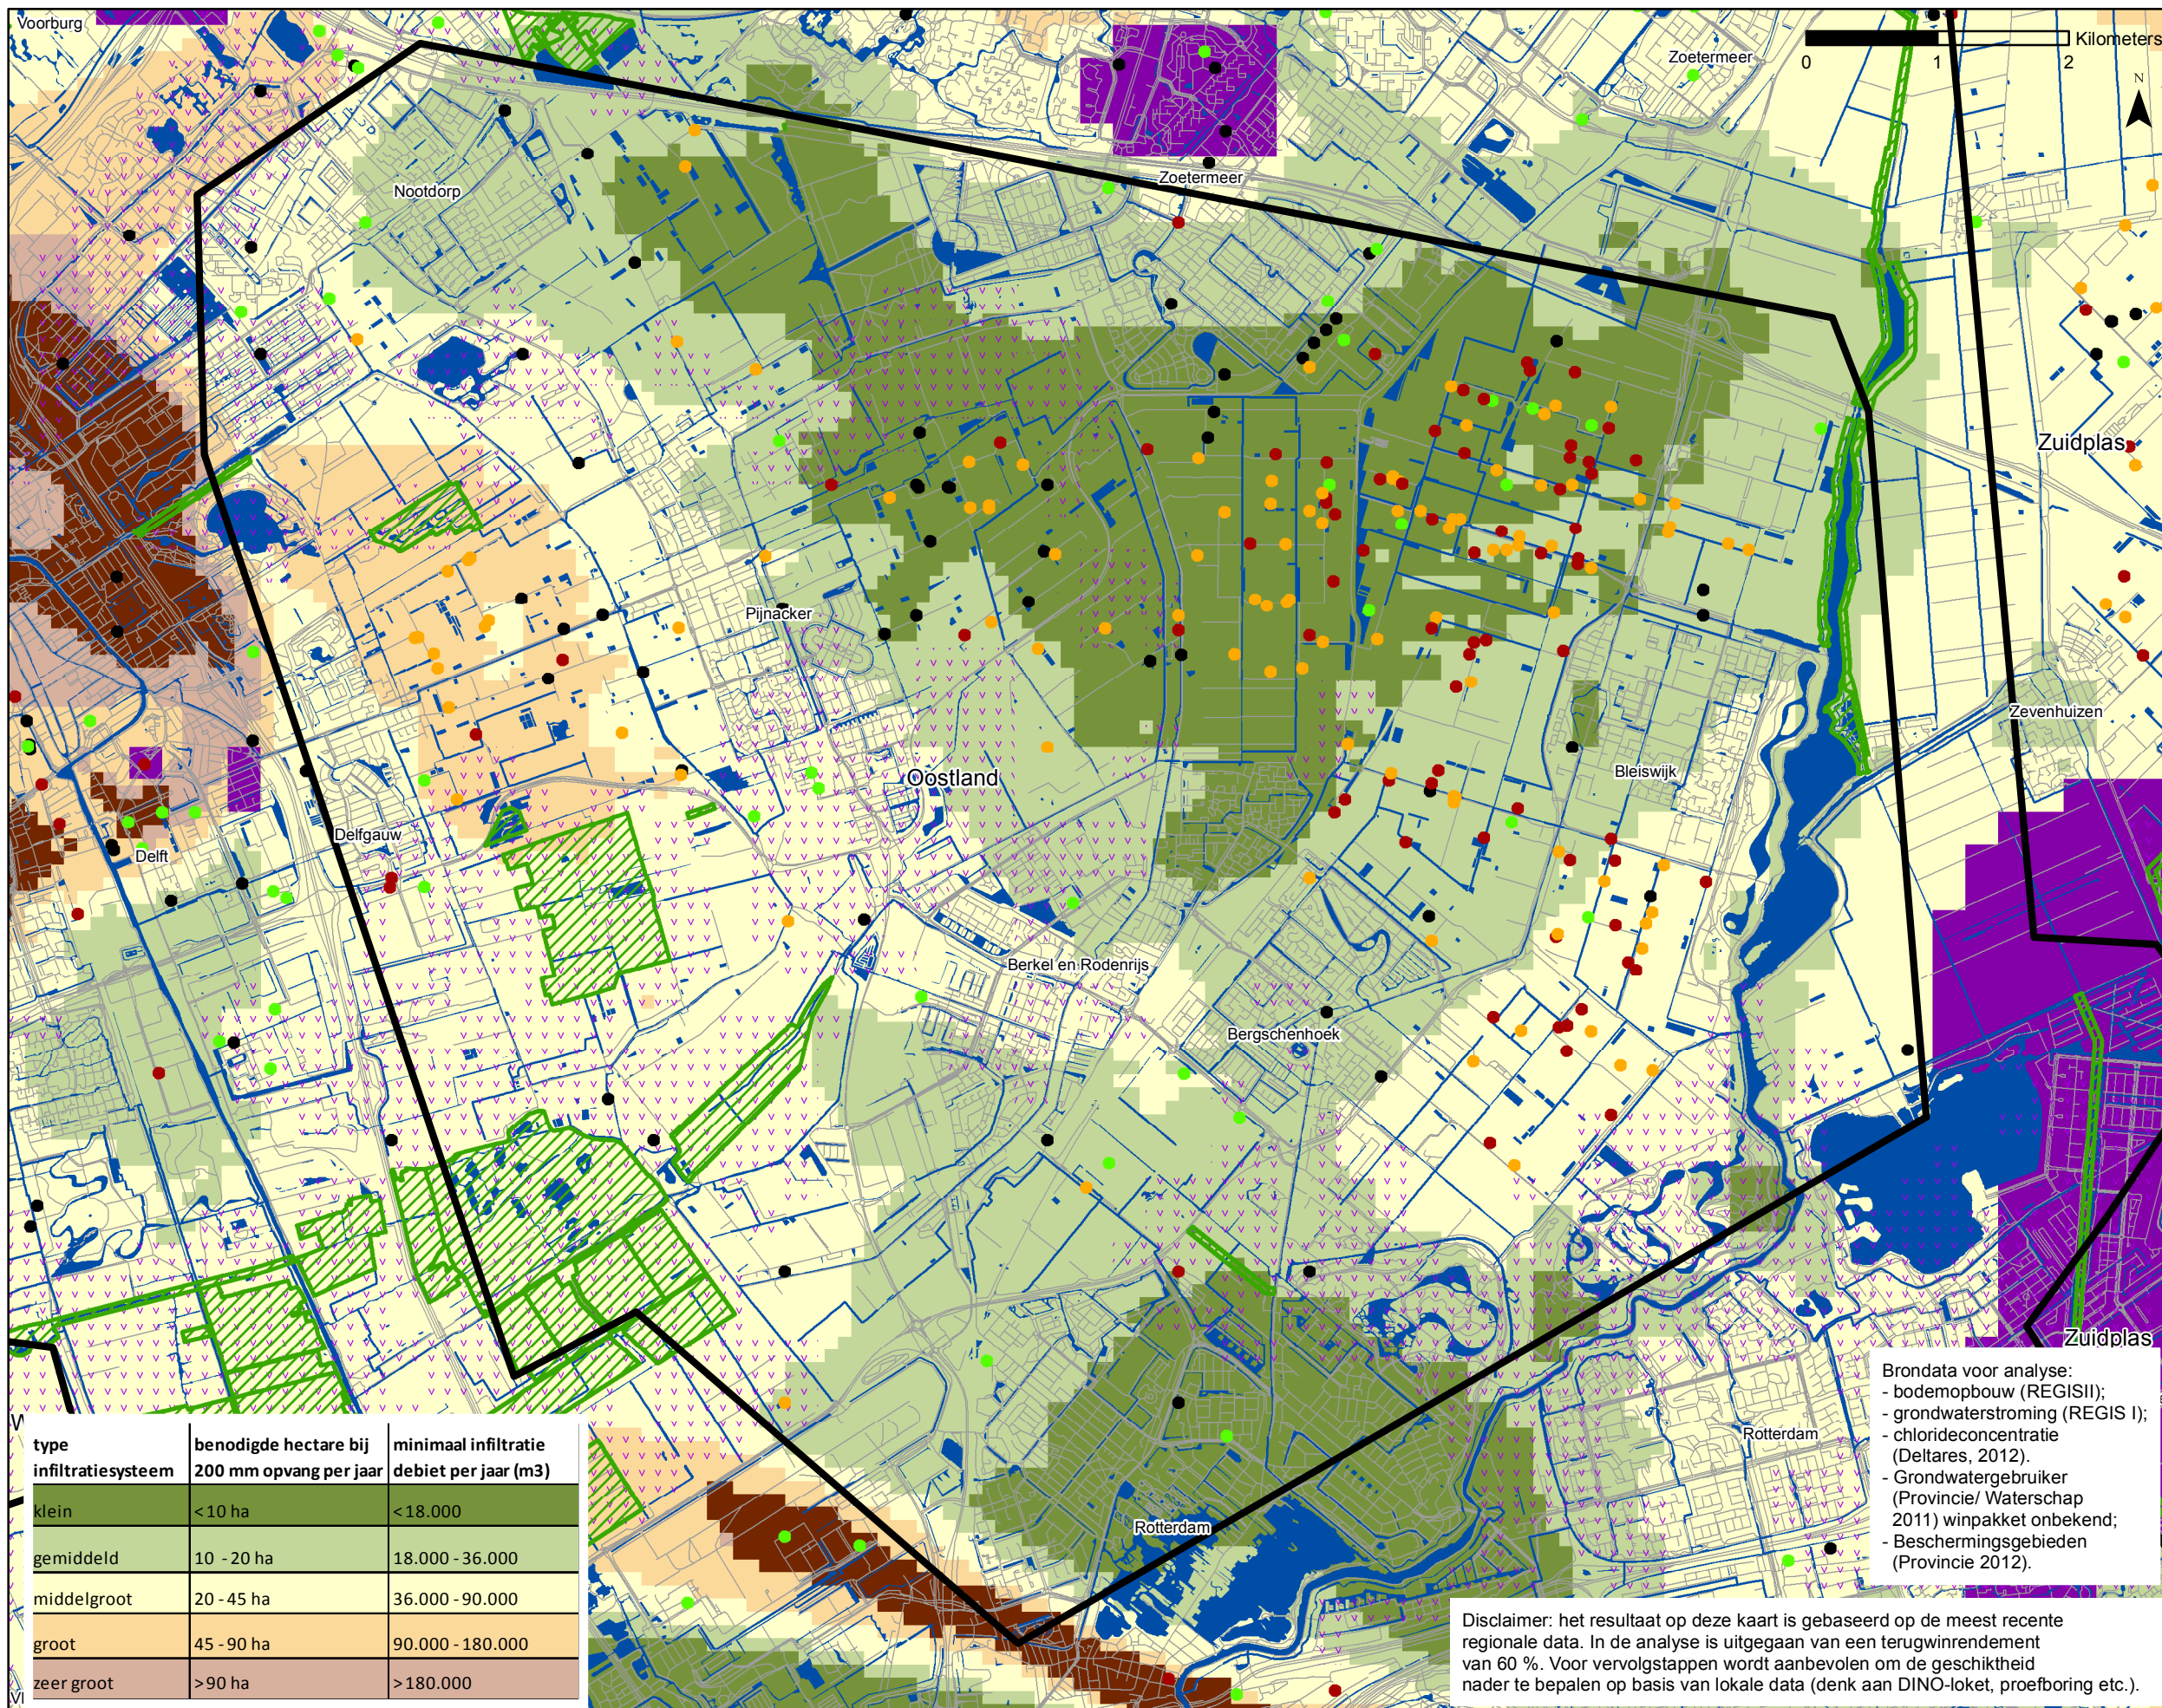 Voorburg
Zoetermeer
Kilometers
0 1 2
N
Zoetermeer
Nootdorp
Zuidplas
Pijnacker
Zevenhuizen
Oostland
Bleiswijk
Delfgauw
Delft
Berkel en Rodenrijs
Bergschenhoek
Zuidplas
Rotterdam
Rotterdam
type infiltratiesysteem | benodigde hectare bij 200 mm opvang per jaar | minimaal infiltratie debiet per jaar (m3)
klein <10 ha <18.000
gemiddeld 10 - 20 ha 18.000 - 36.000
middelgroot 20 - 45 ha 36.000 - 90.000
groot 45 - 90 ha 90.000 - 180.000
zeer groot >90 ha >180.000
Brondata voor analyse:
- bodemopbouw (REGISII);
- grondwaterstroming (REGIS I);
- chlorideconcentratie
(Deltares, 2012).
- Grondwatergebruiker
(Provincie/ Waterschap
2011) winpakket onbekend;
- Beschermingsgebieden
(Provincie 2012).
Disclaimer: het resultaat op deze kaart is gebaseerd op de meest recente
regionale data. In de analyse is uitgegaan van een terugwinrendement
van 60 %. Voor vervolgstappen wordt aanbevolen om de geschiktheid
nader te bepalen op basis van lokale data (denk aan DINO-loket, proefboring etc.).